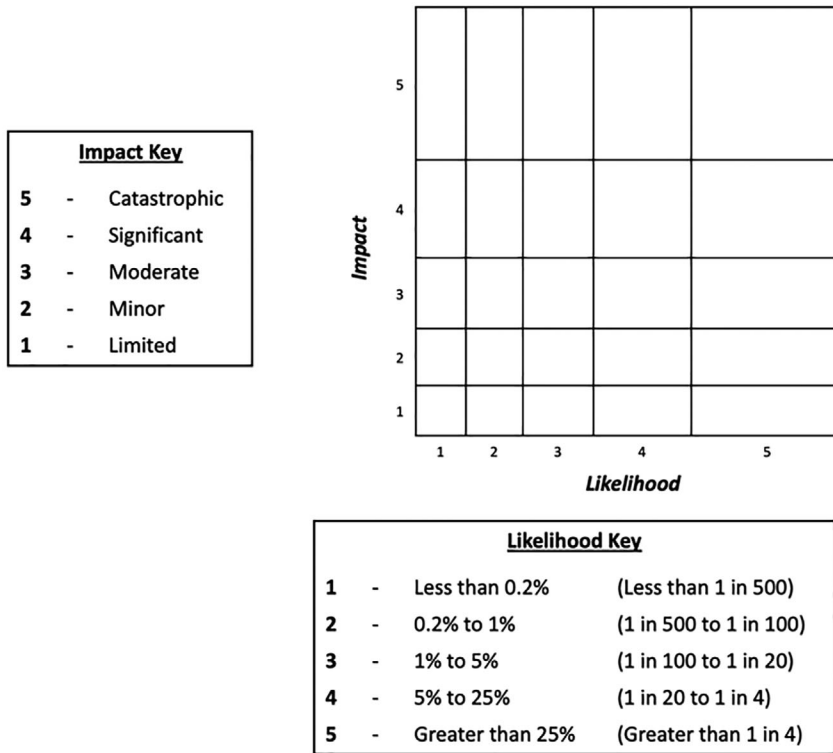 Impact Key
5 - Catastrophic
4 - Significant
3 - Moderate
2 - Minor
1 - Limited
Impact
5
4
3
2
1
1 2 3 4 5
Likelihood
Likelihood Key
1 - Less than 0.2% (Less than 1 in 500)
2 - 0.2% to 1% (1 in 500 to 1 in 100)
3 - 1% to 5% (1 in 100 to 1 in 20)
4 - 5% to 25% (1 in 20 to 1 in 4)
5 - Greater than 25% (Greater than 1 in 4)